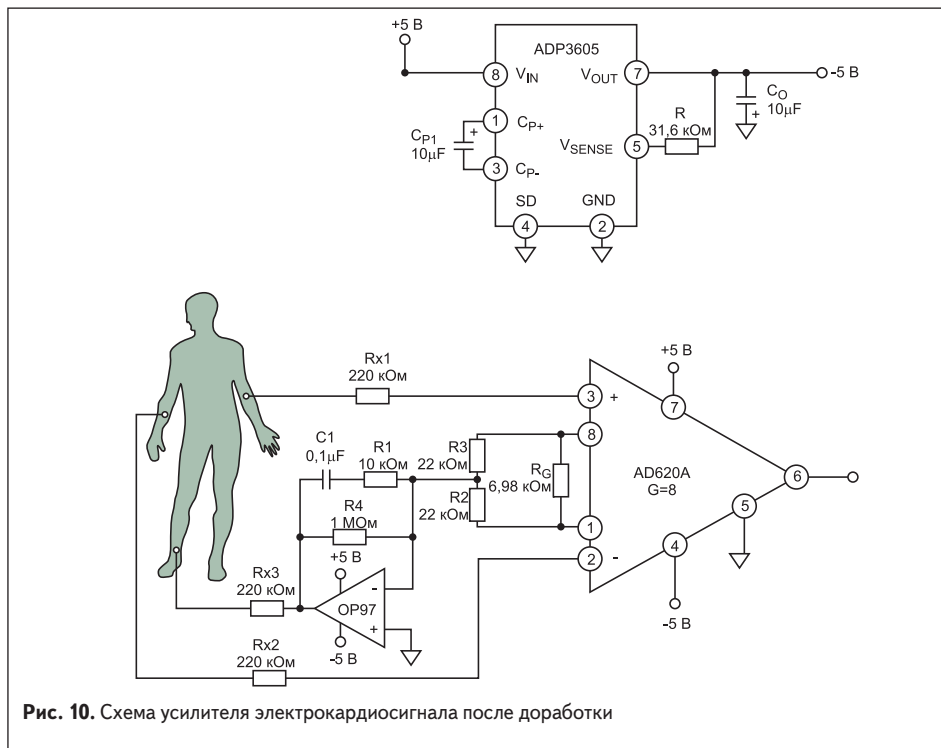 +5 В
ADP3605
8
VIN
VOUT
7
-5 В
CO
10µF
+
1
CP+
CP1
10µF
+
R
31,6 кОм
VSENSE
5
3
CP-
SD
GND
4
2
Rx1
220 кОм
+5 В
3
+
7
8
C1
0,1µF
R1
10 кОм
R3
22 кОм
RG
6,98 кОм
AD620A
G=8
6
R2
22 кОм
R4
1 МОм
1
5
2
-
4
+5 В
-
Rx3
220 кОм
OP97
+
-5 В
-5 В
Rx2
220 кОм
Рис. 10. Схема усилителя электрокардиосигнала после доработки